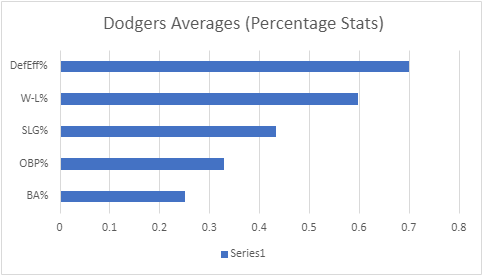 Dodgers Averages (Percentage Stats)
DefEff%
W-L%
SLG%
OBP%
BA%
0 0.1 0.2 0.3 0.4 0.5 0.6 0.7 0.8
Series1